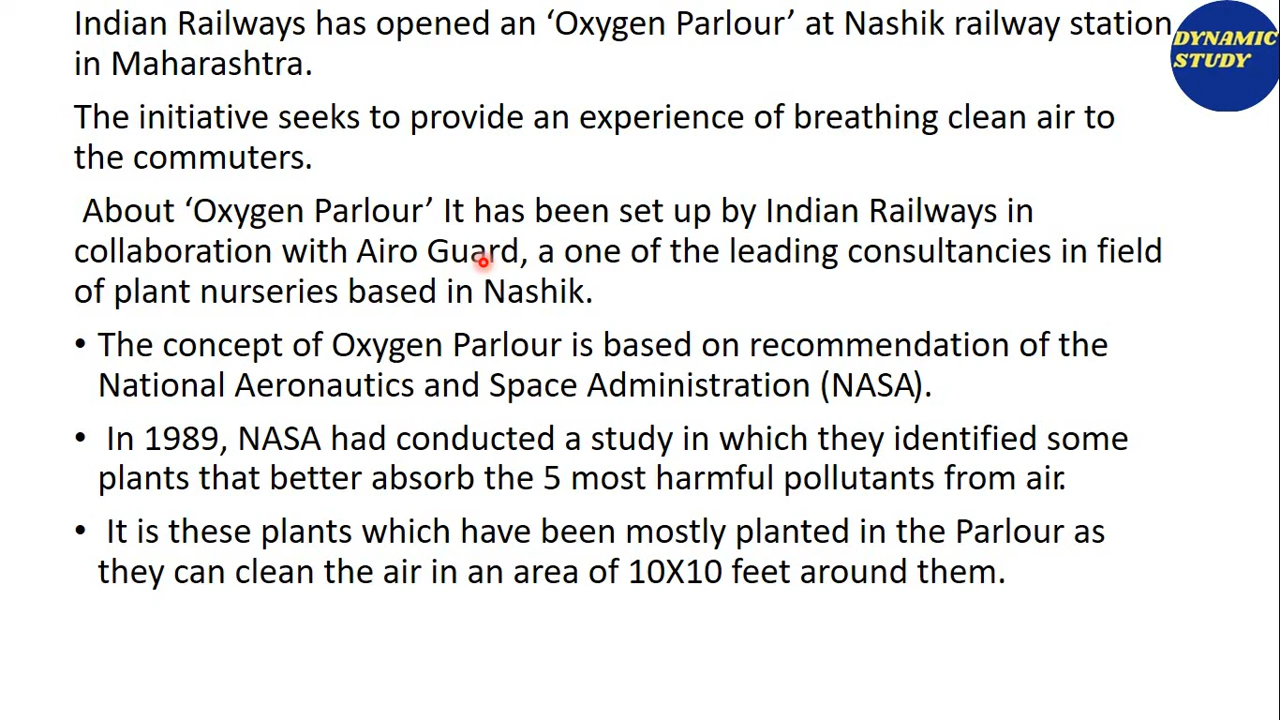 Indian Railways has opened an ‘Oxygen Parlour’ at Nashik railway station
in Maharashtra.
DYNAMIC
STUDY
The initiative seeks to provide an experience of breathing clean air to
the commuters.
About ‘Oxygen Parlour’ It has been set up by Indian Railways in
collaboration with Airo Guard, a one of the leading consultancies in field
of plant nurseries based in Nashik.
• The concept of Oxygen Parlour is based on recommendation of the
National Aeronautics and Space Administration (NASA).
• In 1989, NASA had conducted a study in which they identified some
plants that better absorb the 5 most harmful pollutants from air.
• It is these plants which have been mostly planted in the Parlour as
they can clean the air in an area of 10X10 feet around them.